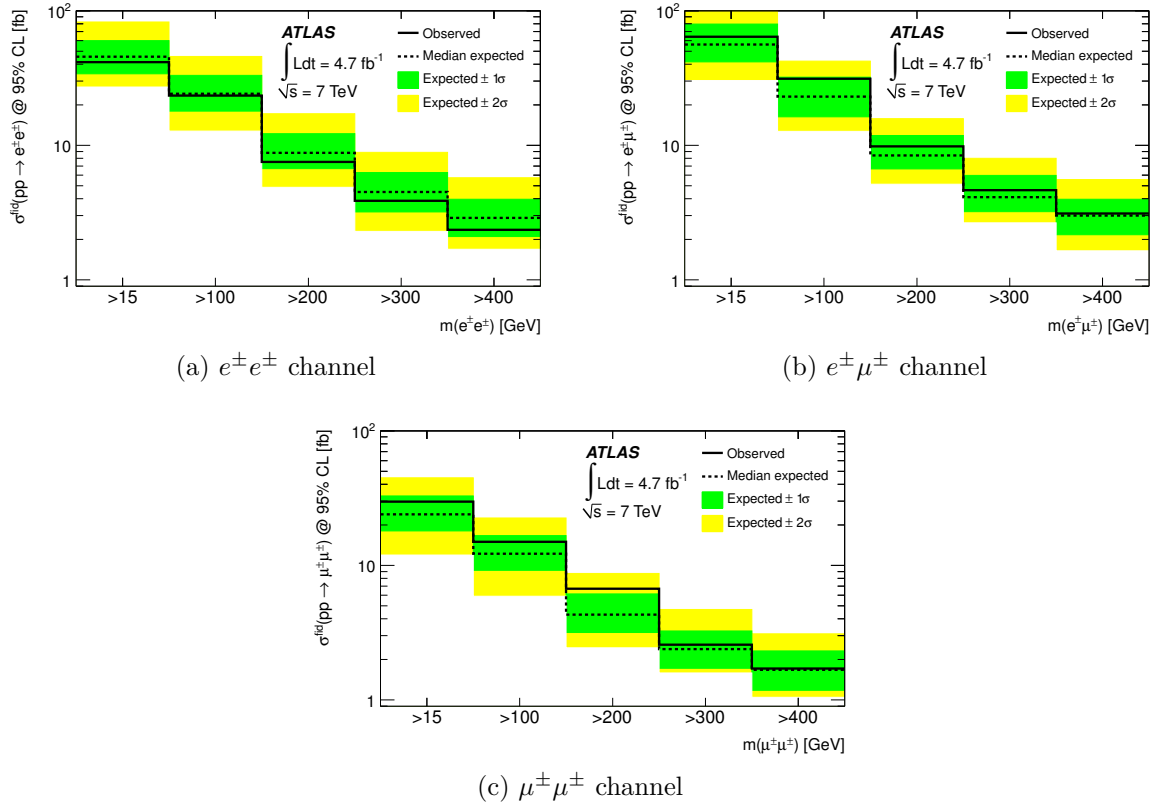 σᶠⁱᵈ(pp → e±e±) @ 95% CL [fb]
10²
10
1
ATLAS
∫ Ldt = 4.7 fb⁻¹
√s = 7 TeV
Observed
Median expected
Expected ± 1σ
Expected ± 2σ
>15 >100 >200 >300 >400
m(e±e±) [GeV]
(a) e±e± channel
σᶠⁱᵈ(pp → e±μ±) @ 95% CL [fb]
10²
10
1
ATLAS
∫ Ldt = 4.7 fb⁻¹
√s = 7 TeV
Observed
Median expected
Expected ± 1σ
Expected ± 2σ
>15 >100 >200 >300 >400
m(e±μ±) [GeV]
(b) e±μ± channel
σᶠⁱᵈ(pp → μ±μ±) @ 95% CL [fb]
10²
10
1
ATLAS
∫ Ldt = 4.7 fb⁻¹
√s = 7 TeV
Observed
Median expected
Expected ± 1σ
Expected ± 2σ
>15 >100 >200 >300 >400
m(μ±μ±) [GeV]
(c) μ±μ± channel